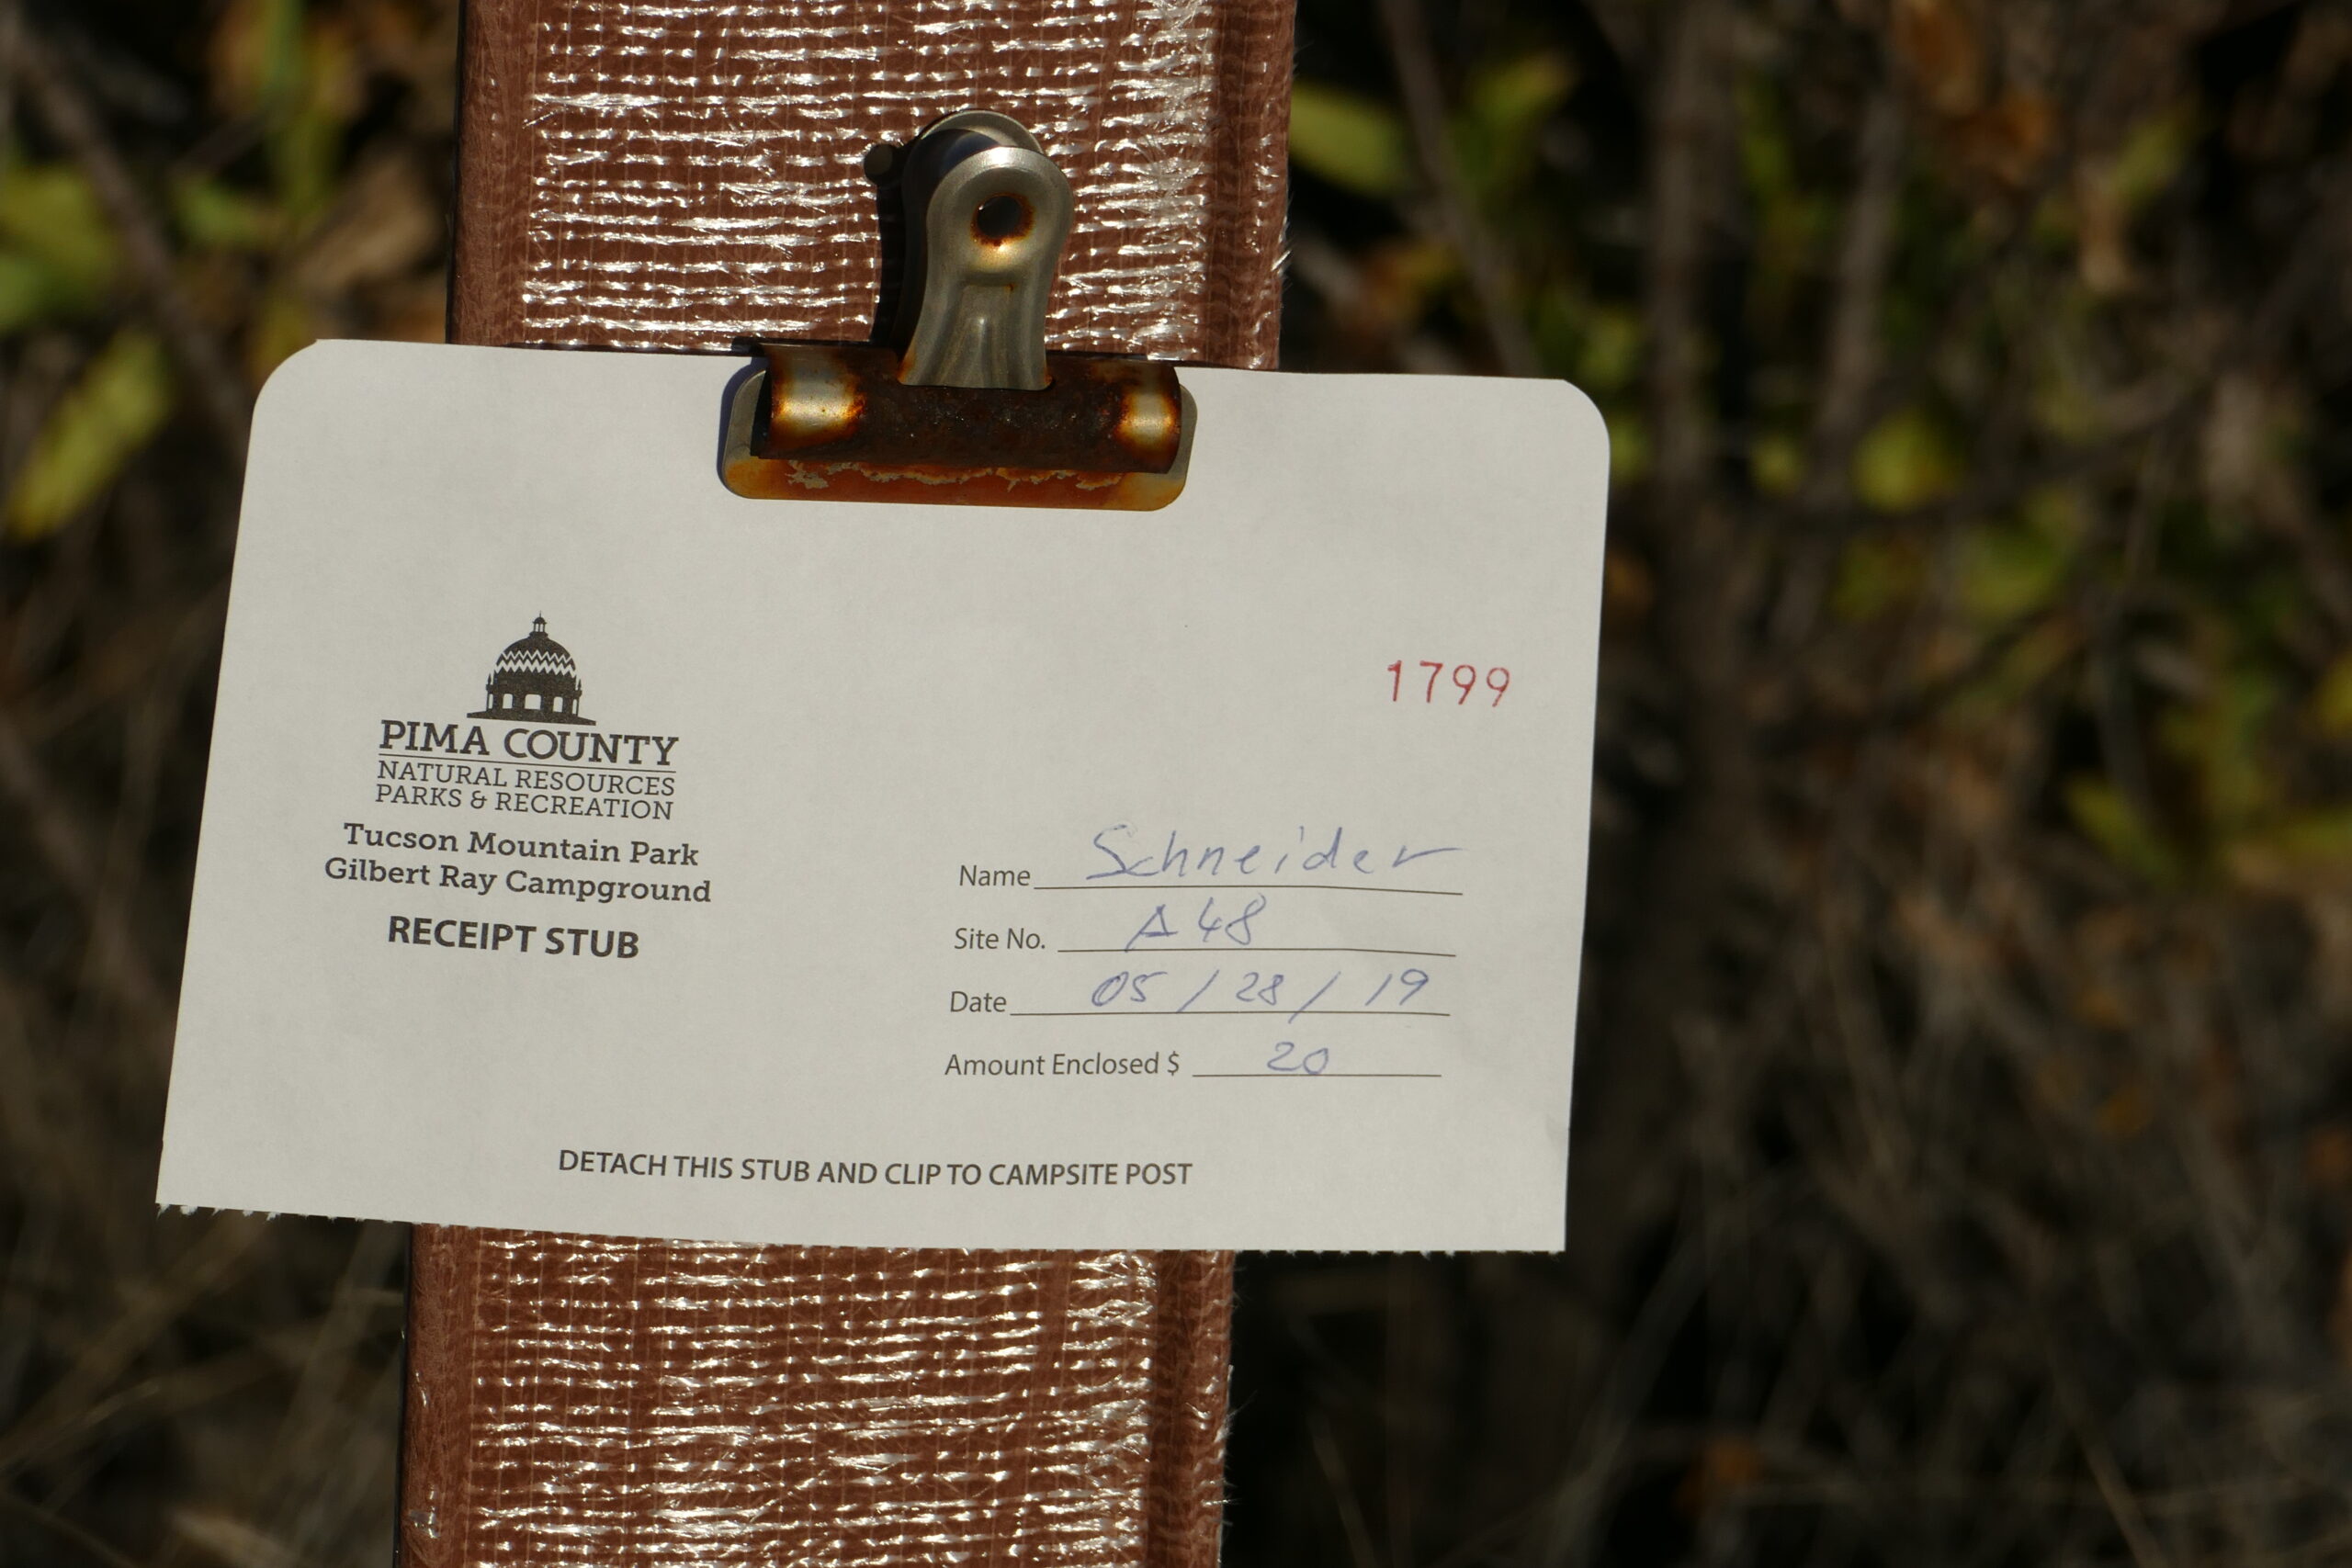 PIMA COUNTY
NATURAL RESOURCES
PARKS & RECREATION
Tucson Mountain Park
Gilbert Ray Campground
RECEIPT STUB
1799
Name Schneider
Site No. A48
Date 05/28/19
Amount Enclosed $ 20
DETACH THIS STUB AND CLIP TO CAMPSITE POST